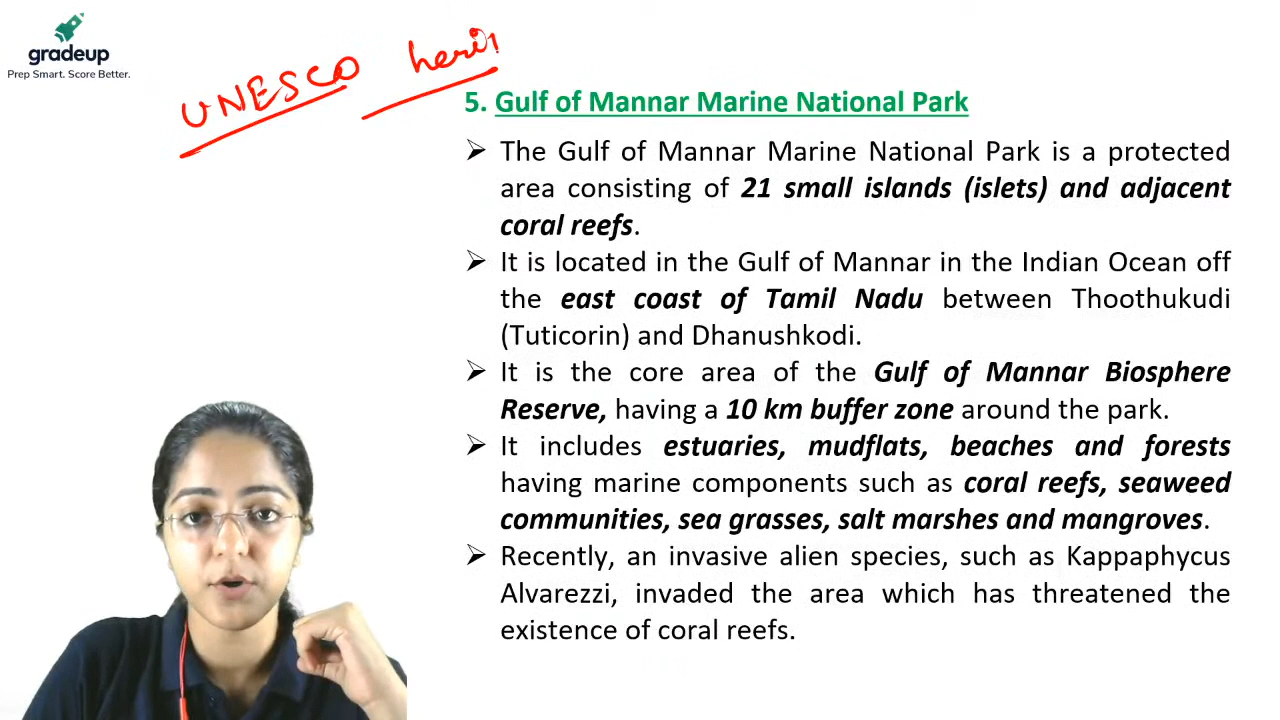 gradeup
Prep Smart. Score Better.
UNESCO
5. Gulf of Mannar Marine National Park
➢ The Gulf of Mannar Marine National Park is a protected
area consisting of 21 small islands (islets) and adjacent
coral reefs.
➢ It is located in the Gulf of Mannar in the Indian Ocean off
the east coast of Tamil Nadu between Thoothukudi
(Tuticorin) and Dhanushkodi.
➢ It is the core area of the Gulf of Mannar Biosphere
Reserve, having a 10 km buffer zone around the park.
➢ It includes estuaries, mudflats, beaches and forests
having marine components such as coral reefs, seaweed
communities, sea grasses, salt marshes and mangroves.
➢ Recently, an invasive alien species, such as Kappaphycus
Alvarezzi, invaded the area which has threatened the
existence of coral reefs.